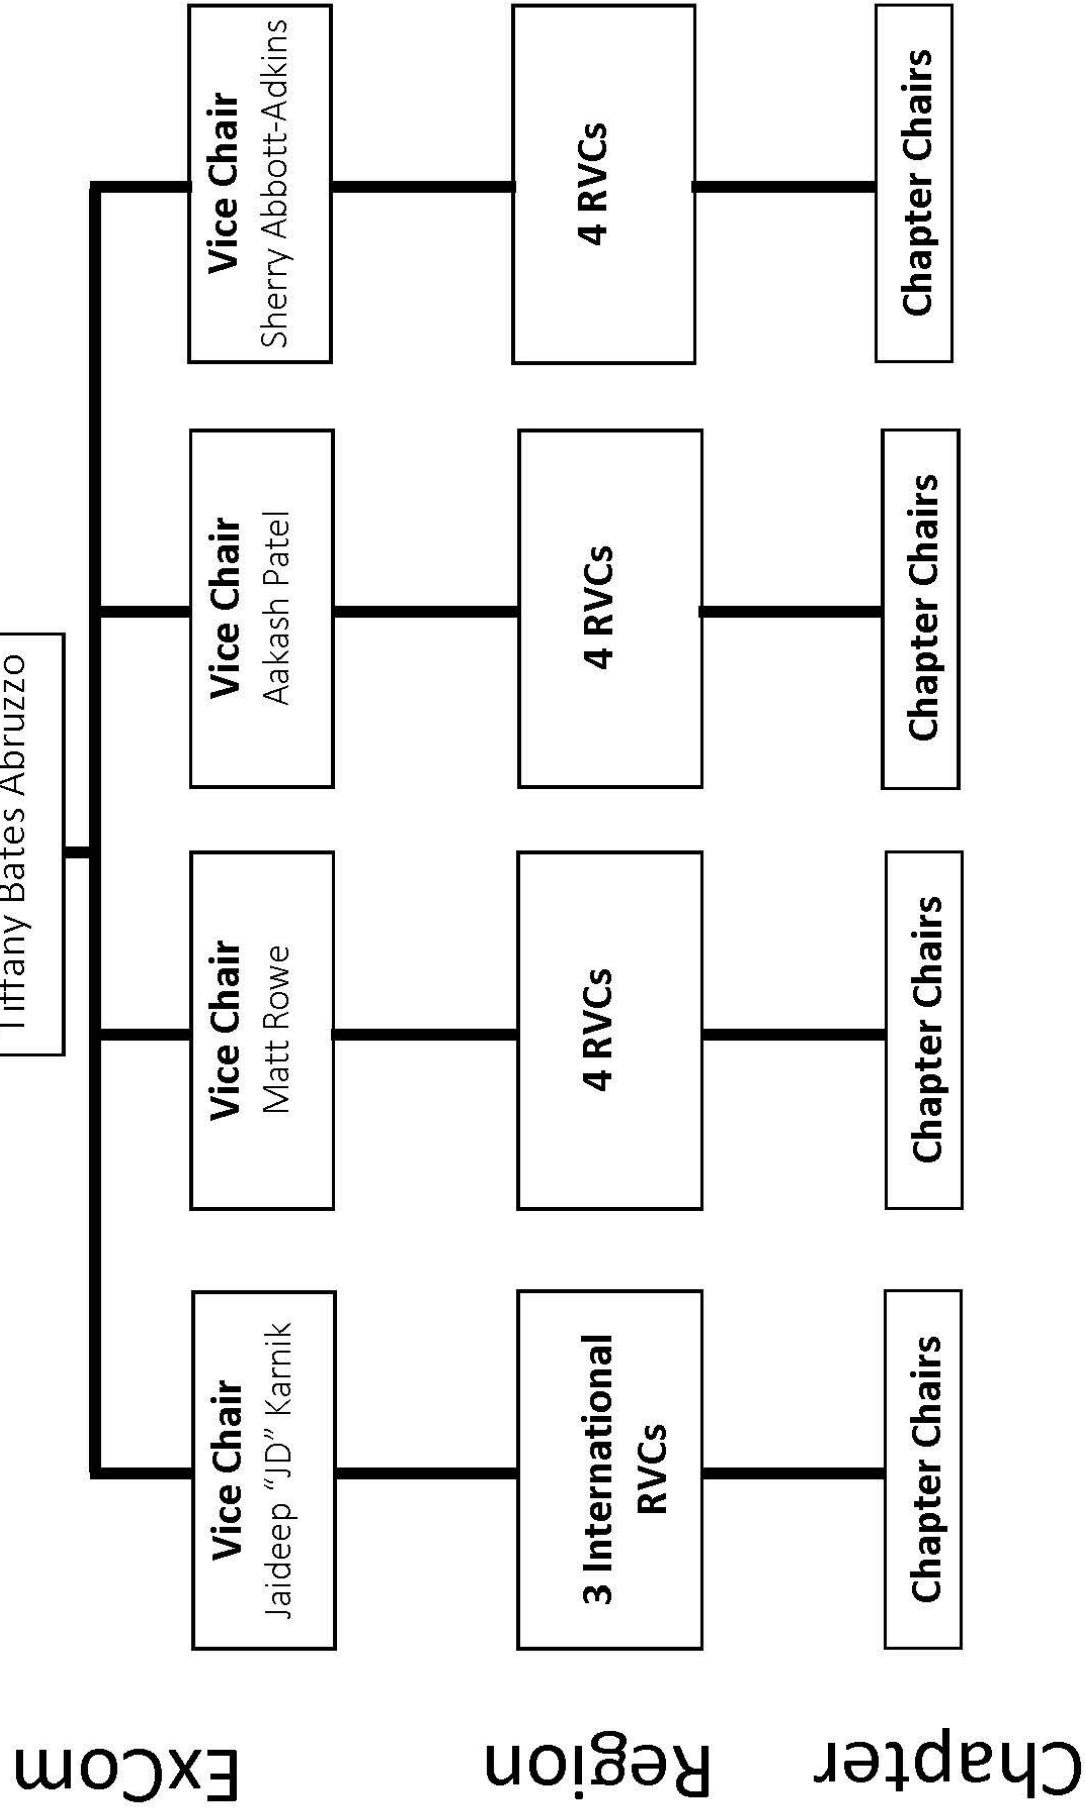 Tiffany Bates Abruzzo
ExCom
Vice Chair
Jaideep “JD” Karnik
Vice Chair
Matt Rowe
Vice Chair
Aakash Patel
Vice Chair
Sherry Abbott-Adkins
Region
3 International
RVCs
4 RVCs
4 RVCs
4 RVCs
Chapter
Chapter Chairs
Chapter Chairs
Chapter Chairs
Chapter Chairs